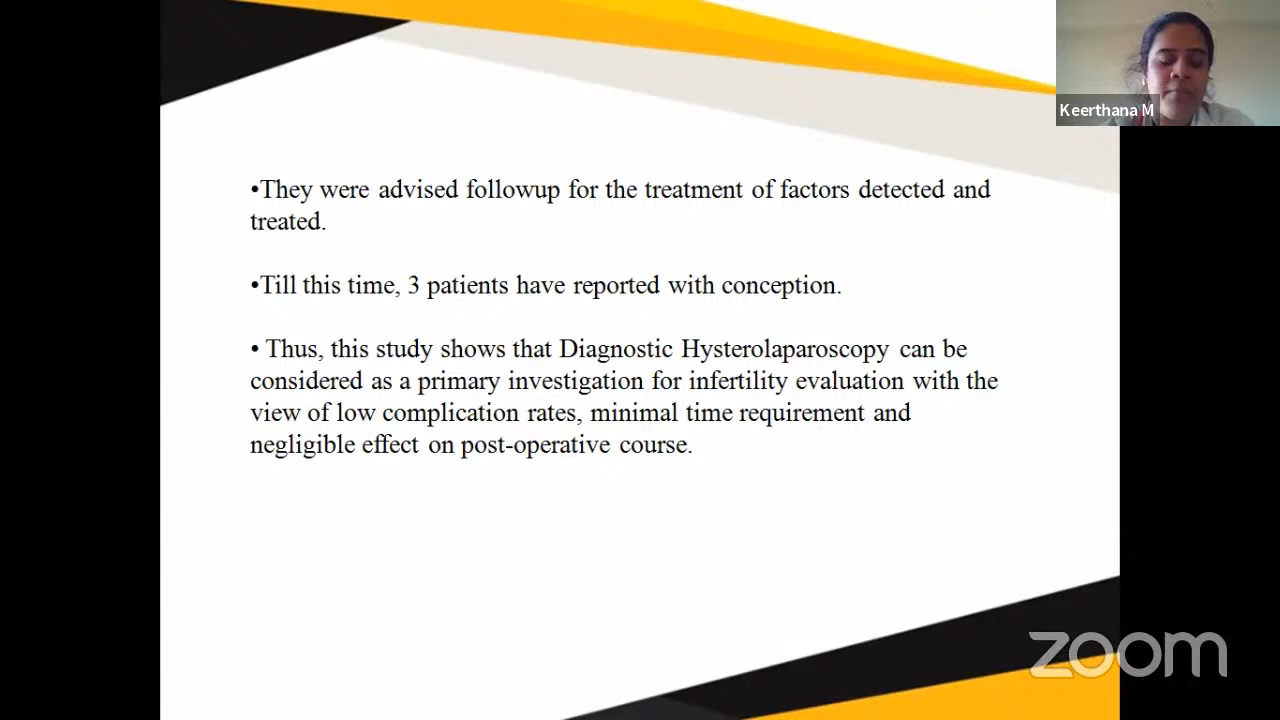 Keerthana M
•They were advised followup for the treatment of factors detected and
treated.
•Till this time, 3 patients have reported with conception.
• Thus, this study shows that Diagnostic Hysterolaparoscopy can be
considered as a primary investigation for infertility evaluation with the
view of low complication rates, minimal time requirement and
negligible effect on post-operative course.
zoom